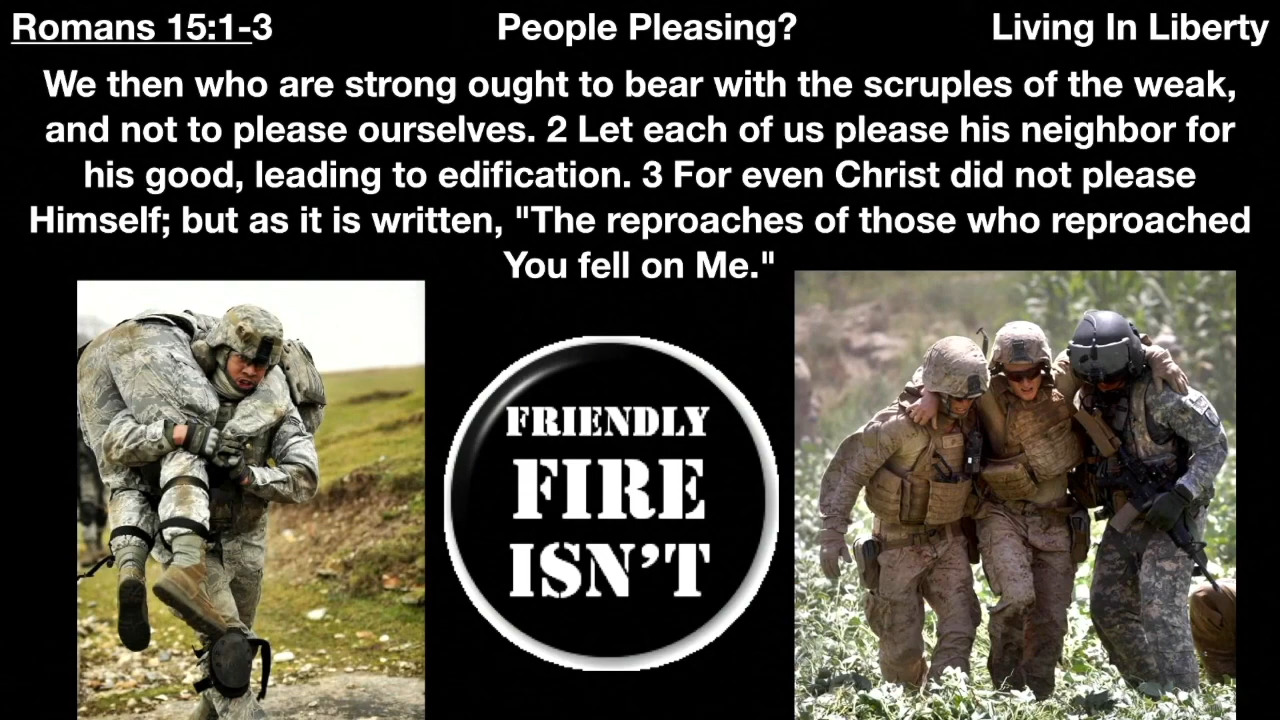 Romans 15:1-3 People Pleasing? Living In Liberty
We then who are strong ought to bear with the scruples of the weak,
and not to please ourselves. 2 Let each of us please his neighbor for
his good, leading to edification. 3 For even Christ did not please
Himself; but as it is written, "The reproaches of those who reproached
You fell on Me."
FRIENDLY
FIRE
ISN'T